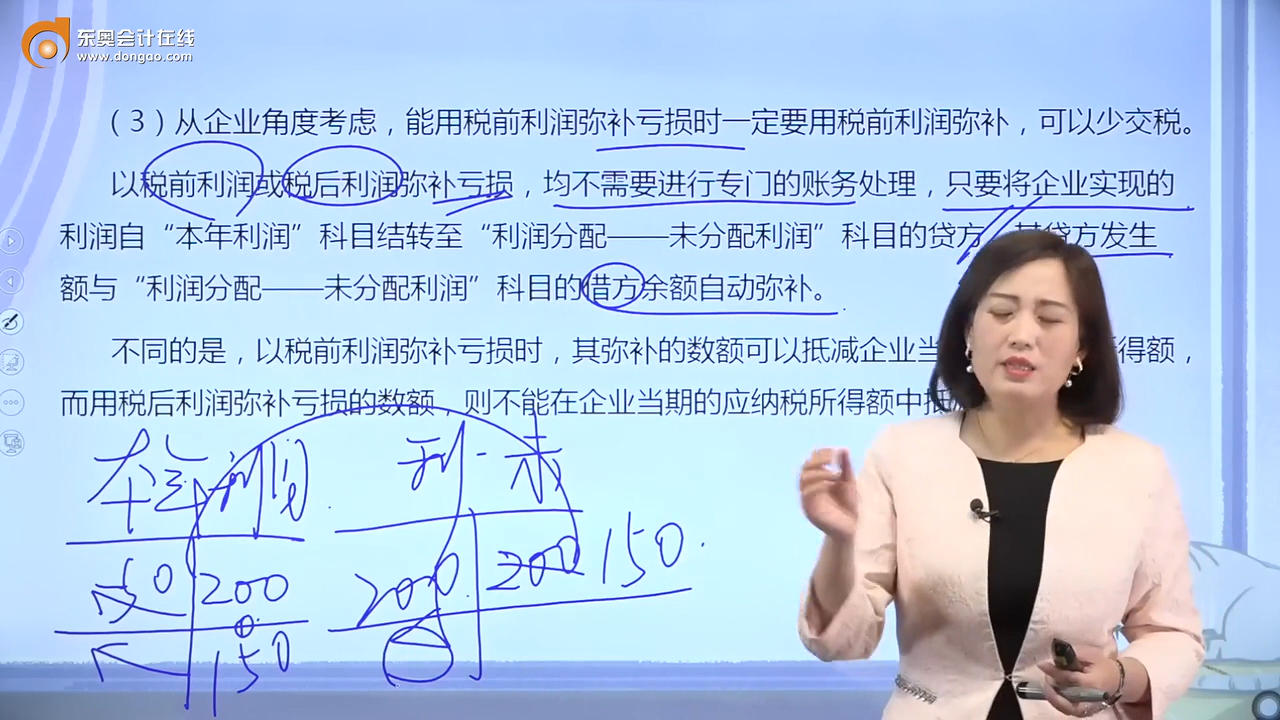 东奥会计在线
www.dongao.com
（3）从企业角度考虑，能用税前利润弥补亏损时一定要用税前利润弥补，可以少交税。
以税前利润或税后利润弥补亏损，均不需要进行专门的账务处理，只要将企业实现的
利润自“本年利润”科目结转至“利润分配——未分配利润”科目的贷方，其贷方发生
额与“利润分配——未分配利润”科目的借方余额自动弥补。
不同的是，以税前利润弥补亏损时，其弥补的数额可以抵减企业当 得额，
而用税后利润弥补亏损的数额，则不能在企业当期的应纳税所得额中抵
本年利润 利-未
50 200 200 200 150
0
150